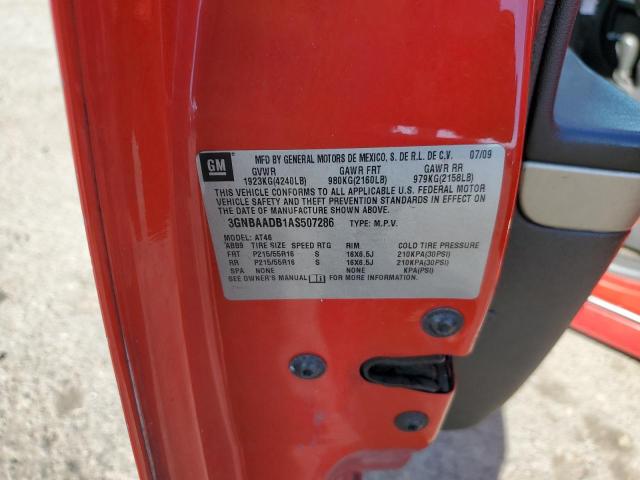 GM
MFD BY GENERAL MOTORS DE MEXICO, S. DE R.L. DE C.V. 07/09
GVWR GAWR FRT GAWR RR
1923KG(4240LB) 980KG(2160LB) 979KG(2158LB)
THIS VEHICLE CONFORMS TO ALL APPLICABLE U.S. FEDERAL MOTOR
VEHICLE SAFETY AND THEFT PREVENTION STANDARDS IN EFFECT ON
THE DATE OF MANUFACTURE SHOWN ABOVE.
3GNBAADB1AS507286 TYPE: M.P.V.
MODEL: AT46
ABB9 TIRE SIZE SPEED RTG RIM COLD TIRE PRESSURE
FRT P215/55R16 S 16X6.5J 210KPA(30PSI)
RR P215/55R16 S 16X6.5J 210KPA(30PSI)
SPA NONE NONE KPA(PSI)
SEE OWNER'S MANUAL FOR MORE INFORMATION.